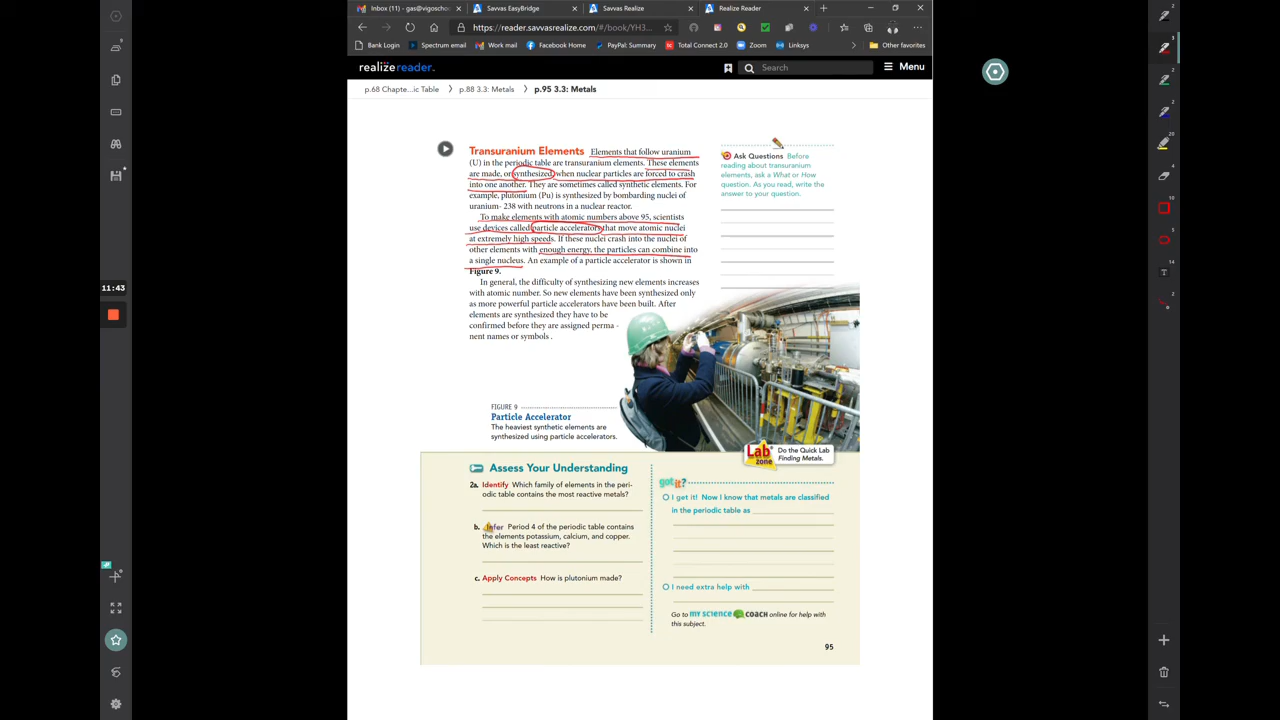 Inbox (11) - gas@vigoscho
Savvas EasyBridge
Savvas Realize
Realize Reader
https://reader.savvasrealize.com/#/book/YH3
Bank Login
Spectrum email
Work mail
Facebook Home
PayPal: Summary
Total Connect 2.0
Zoom
Linksys
Other favorites
realizereader.
Search
Menu
p.68 Chapte...ic Table
p.88 3.3: Metals
p.95 3.3: Metals
Transuranium Elements Elements that follow uranium
(U) in the periodic table are transuranium elements. These elements
are made, or synthesized, when nuclear particles are forced to crash
into one another. They are sometimes called synthetic elements. For
example, plutonium (Pu) is synthesized by bombarding nuclei of
uranium- 238 with neutrons in a nuclear reactor.
To make elements with atomic numbers above 95, scientists
use devices called particle accelerators that move atomic nuclei
at extremely high speeds. If these nuclei crash into the nuclei of
other elements with enough energy, the particles can combine into
a single nucleus. An example of a particle accelerator is shown in
Figure 9.
In general, the difficulty of synthesizing new elements increases
with atomic number. So new elements have been synthesized only
as more powerful particle accelerators have been built. After
elements are synthesized they have to be
confirmed before they are assigned perma -
nent names or symbols .
Ask Questions Before
reading about transuranium
elements, ask a What or How
question. As you read, write the
answer to your question.
11:43
FIGURE 9
Particle Accelerator
The heaviest synthetic elements are
synthesized using particle accelerators.
Lab zone
Do the Quick Lab
Finding Metals.
Assess Your Understanding
2a. Identify Which family of elements in the peri-
odic table contains the most reactive metals?
b. Infer Period 4 of the periodic table contains
the elements potassium, calcium, and copper.
Which is the least reactive?
c. Apply Concepts How is plutonium made?
got it?
I get it! Now I know that metals are classified
in the periodic table as
I need extra help with
Go to MY SCIENCE COACH online for help with
this subject.
95